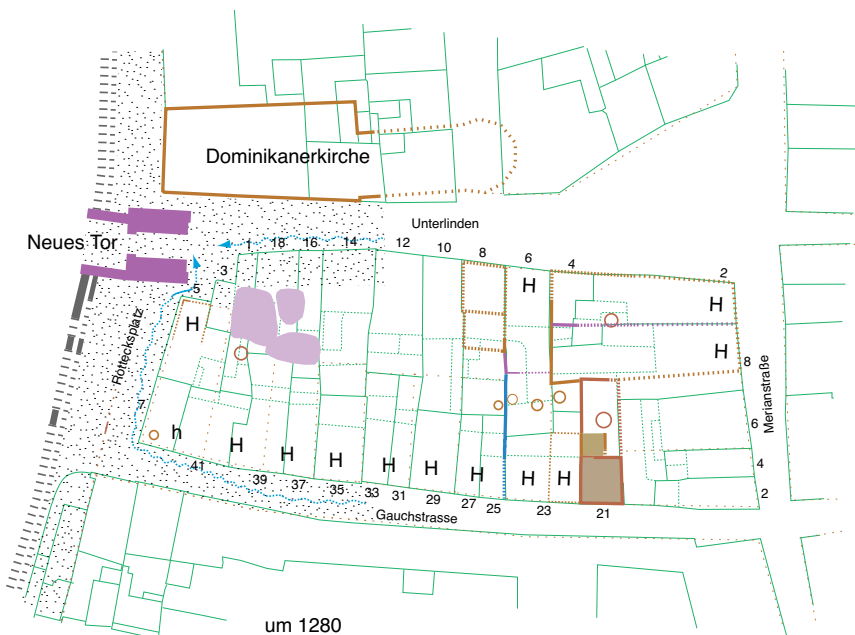 Dominikanerkirche
Unterlinden
Neues Tor
1 18 16 14 12 10 8 6 4 2
3
5
H
H
H
H
8
Rottecksplatz
Merianstraße
7
h
6
H H H H H H H H
4
2
41 39 37 35 33 31 29 27 25 23 21
Gauchstrasse
um 1280